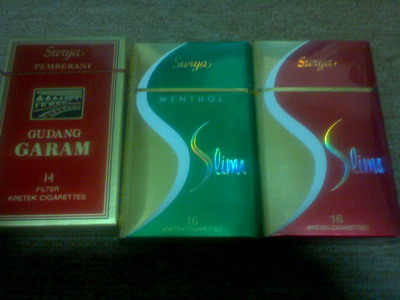 Surya
PEMBERANI
GUDANG
GARAM
14
FILTER
KRETEK CIGARETTES
Surya
MENTHOL
Slims
16
KRETEK CIGARETTES
Surya
Slims
16
KRETEK CIGARETTES